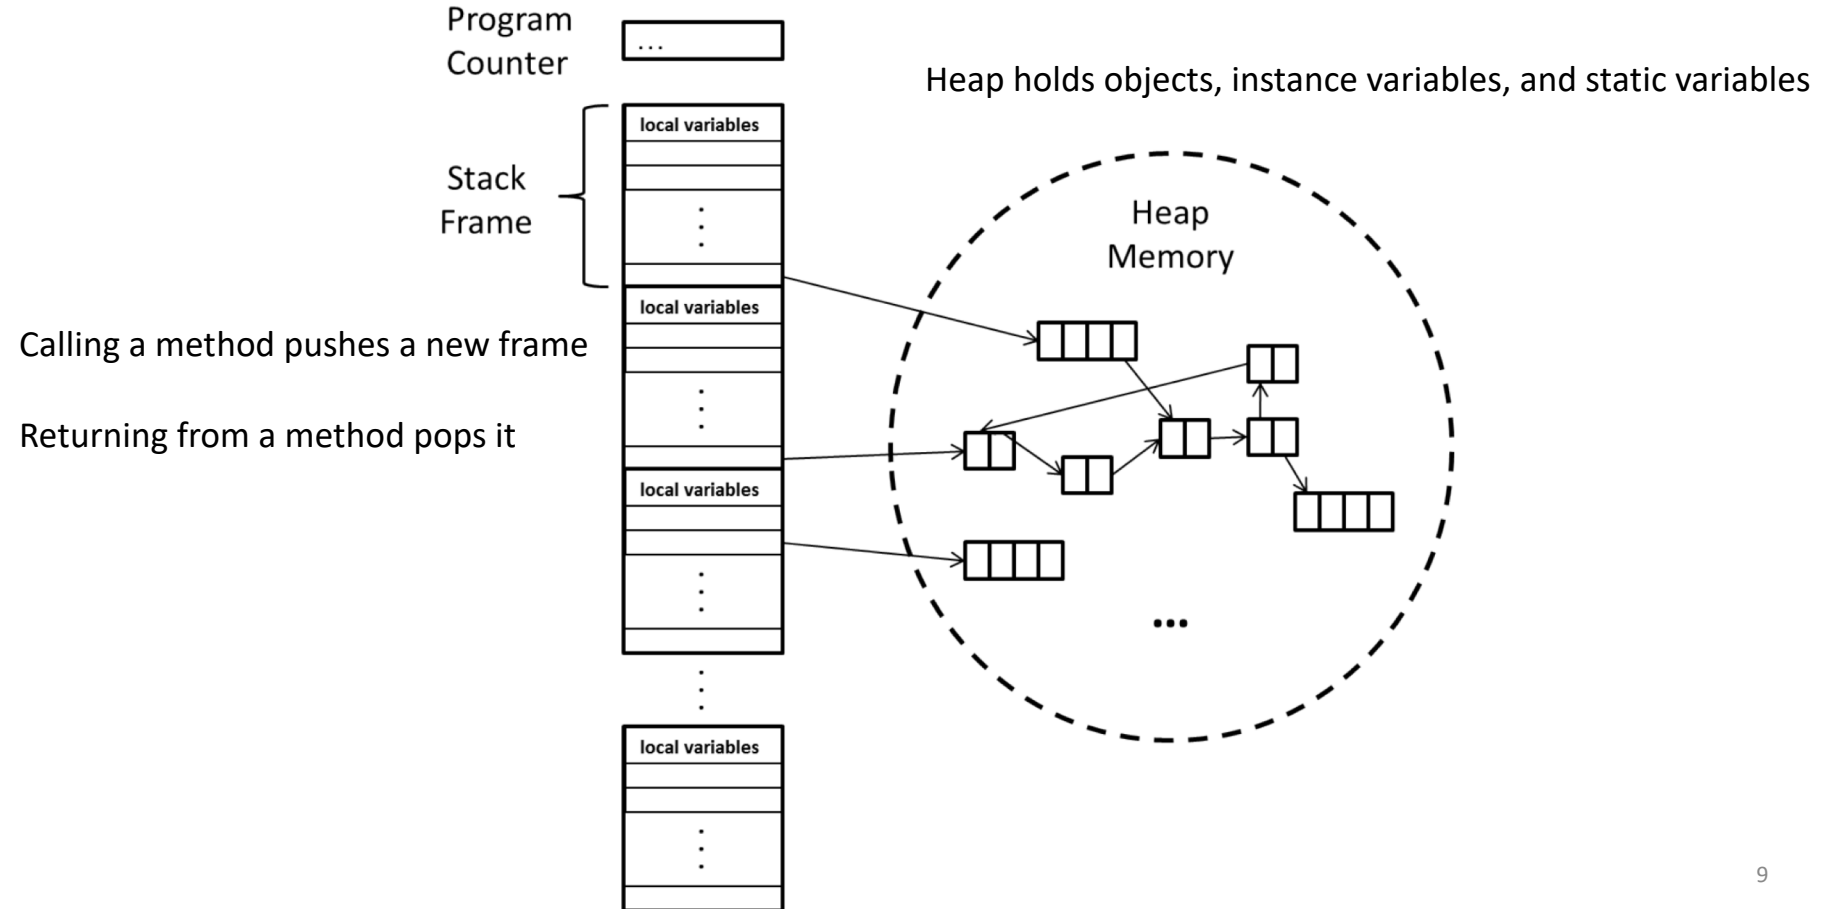 Program
Counter
...
Heap holds objects, instance variables, and static variables
local variables
Stack
Frame
Heap
Memory
local variables
Calling a method pushes a new frame
Returning from a method pops it
local variables
...
local variables
9